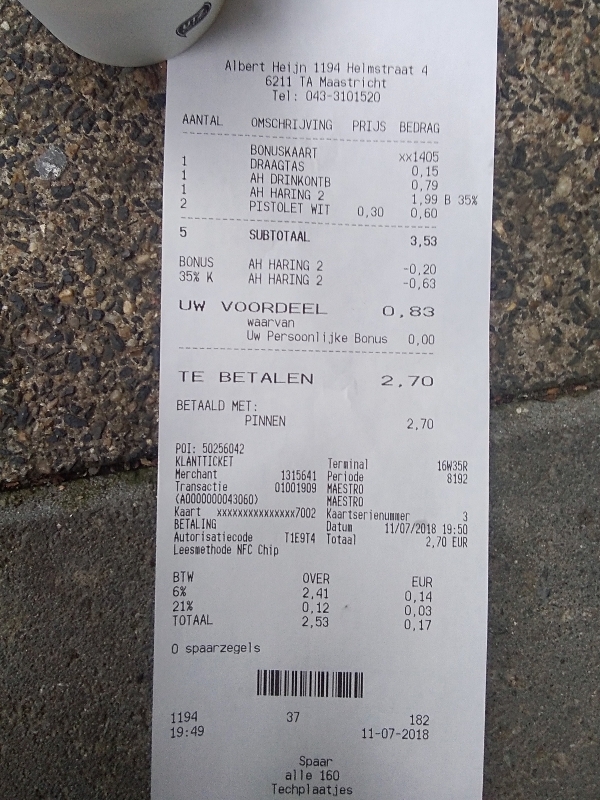 Albert Heijn 1194 Helmstraat 4
6211 TA Maastricht
Tel: 043-3101520
AANTAL OMSCHRIJVING PRIJS BEDRAG
BONUSKAART xx1405
1 DRAAGTAS 0,15
1 AH DRINKONTB 0,79
1 AH HARING 2 1,99 B 35%
2 PISTOLET WIT 0,30 0,60
5 SUBTOTAAL 3,53
BONUS AH HARING 2 -0,20
35% K AH HARING 2 -0,63
UW VOORDEEL 0,83
waarvan
Uw Persoonlijke Bonus 0,00
TE BETALEN 2,70
BETAALD MET:
PINNEN 2,70
POI: 50256042
KLANTTICKET Terminal 16W35R
Merchant 1315641 Periode 8192
Transactie 01001909 MAESTRO
(A0000000043060) MAESTRO
Kaart xxxxxxxxxxxxxxx7002 Kaartserienummer 3
BETALING Datum 11/07/2018 19:50
Autorisatiecode T1E9T4 Totaal 2,70 EUR
Leesmethode NFC Chip
BTW OVER EUR
6% 2,41 0,14
21% 0,12 0,03
TOTAAL 2,53 0,17
0 spaarzegels
1194 37 182
19:49 11-07-2018
Spaar
alle 160
Techplaatjes